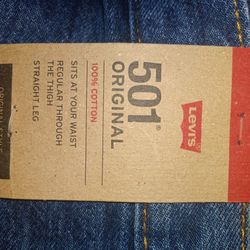 Levi's
501®
ORIGINAL
100% COTTON
SITS AT YOUR WAIST
REGULAR THROUGH
THE THIGH
STRAIGHT LEG